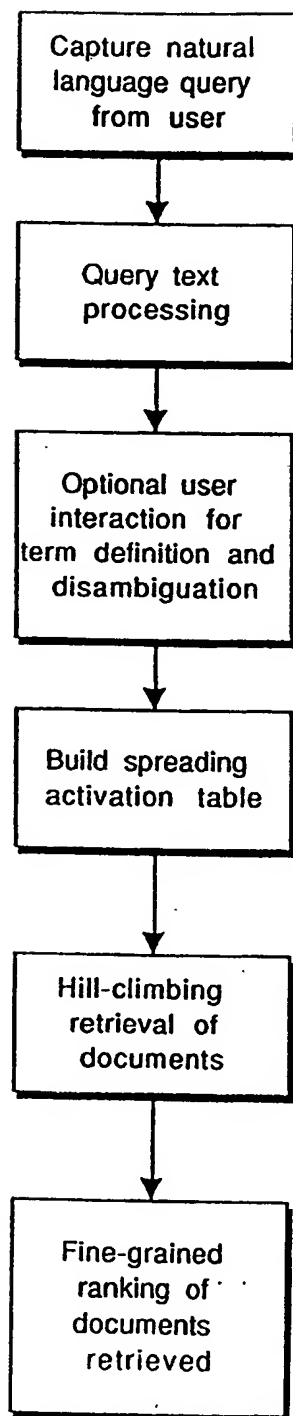 Capture natural
language query
from user
Query text
processing
Optional user
interaction for
term definition and
disambiguation
Build spreading
activation table
Hill-climbing
retrieval of
documents
Fine-grained
ranking of
documents
retrieved